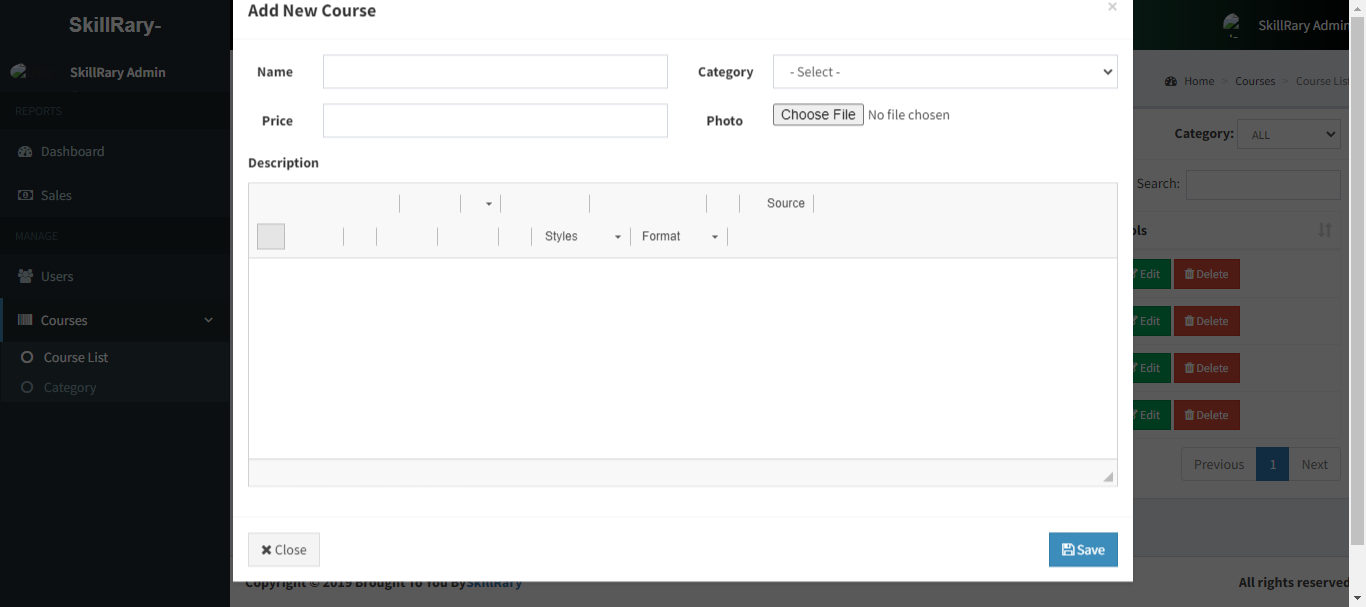 SkillRary-
SkillRary Admin
REPORTS
Dashboard
Sales
MANAGE
Users
Courses
Course List
Category
Add New Course
×
Name
Category
- Select -
Price
Photo
Choose File No file chosen
Description
Source
Styles
Format
Close
Save
SkillRary Admin
Home > Courses > Course List
Category: ALL
Search:
Edit Delete
Edit Delete
Edit Delete
Edit Delete
Previous 1 Next
Copyright © 2019 Brought To You By SkillRary
All rights reserved